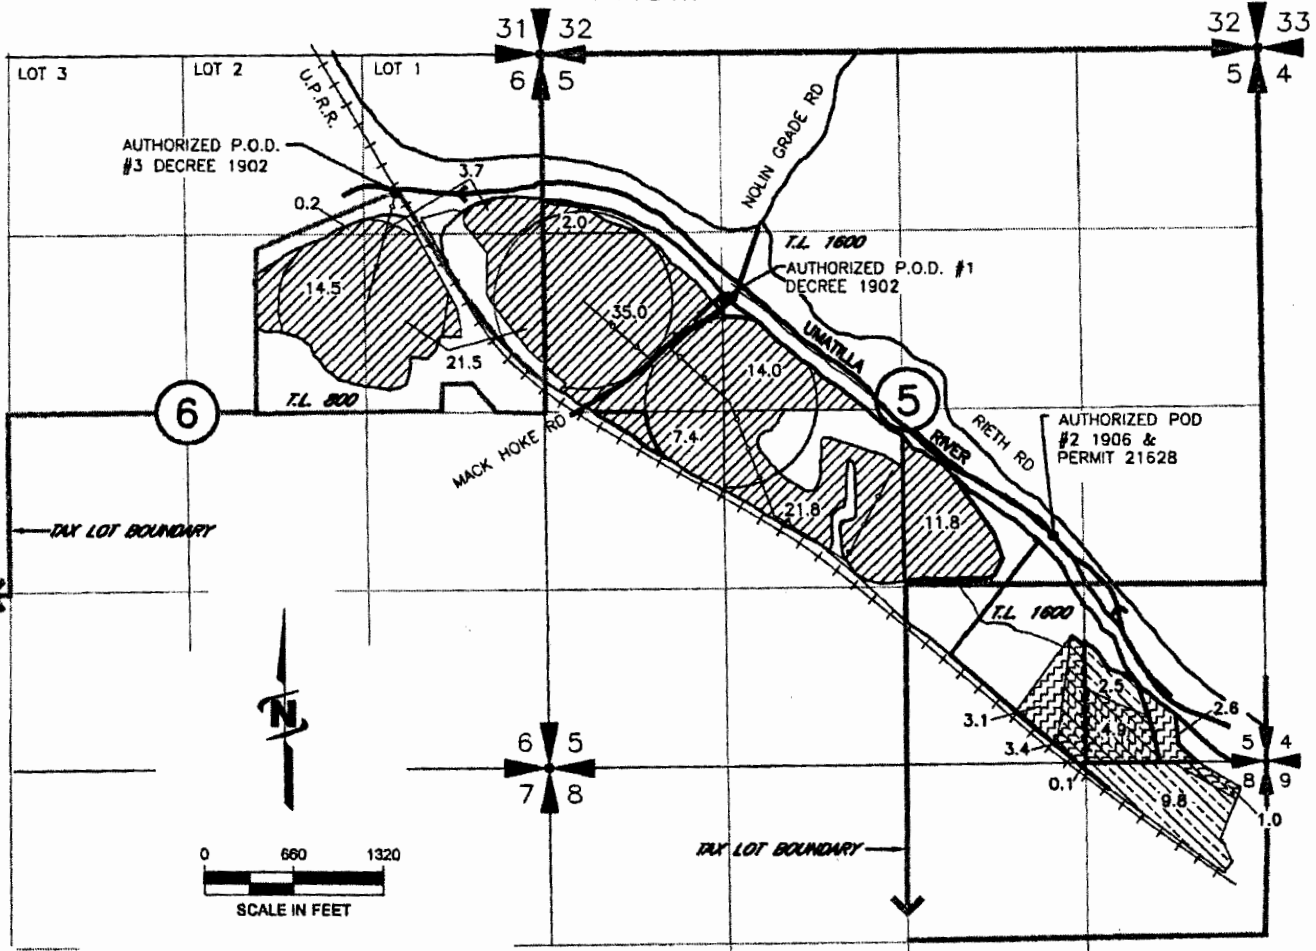 31 32
32 33
6 5
5 4
LOT 3
LOT 2
LOT 1
U.P.R.R.
NOLIN GRADE RD
AUTHORIZED P.O.D.
#3 DECREE 1902
3.7
0.2
2.0
T.L. 1600
AUTHORIZED P.O.D. #1
DECREE 1902
14.5
35.0
UMATILLA
RIVER
21.5
14.0
T.L. 800
6
5
RIETH RD
AUTHORIZED POD
#2 1906 &
PERMIT 21628
MACK HOKE RD
7.4
21.8
11.8
TAX LOT BOUNDARY
T.L. 1600
N
2.5
2.6
3.1
4.9
3.4
6 5
5 4
7 8
8 9
0.1
9.8
1.0
TAX LOT BOUNDARY
0 660 1320
SCALE IN FEET